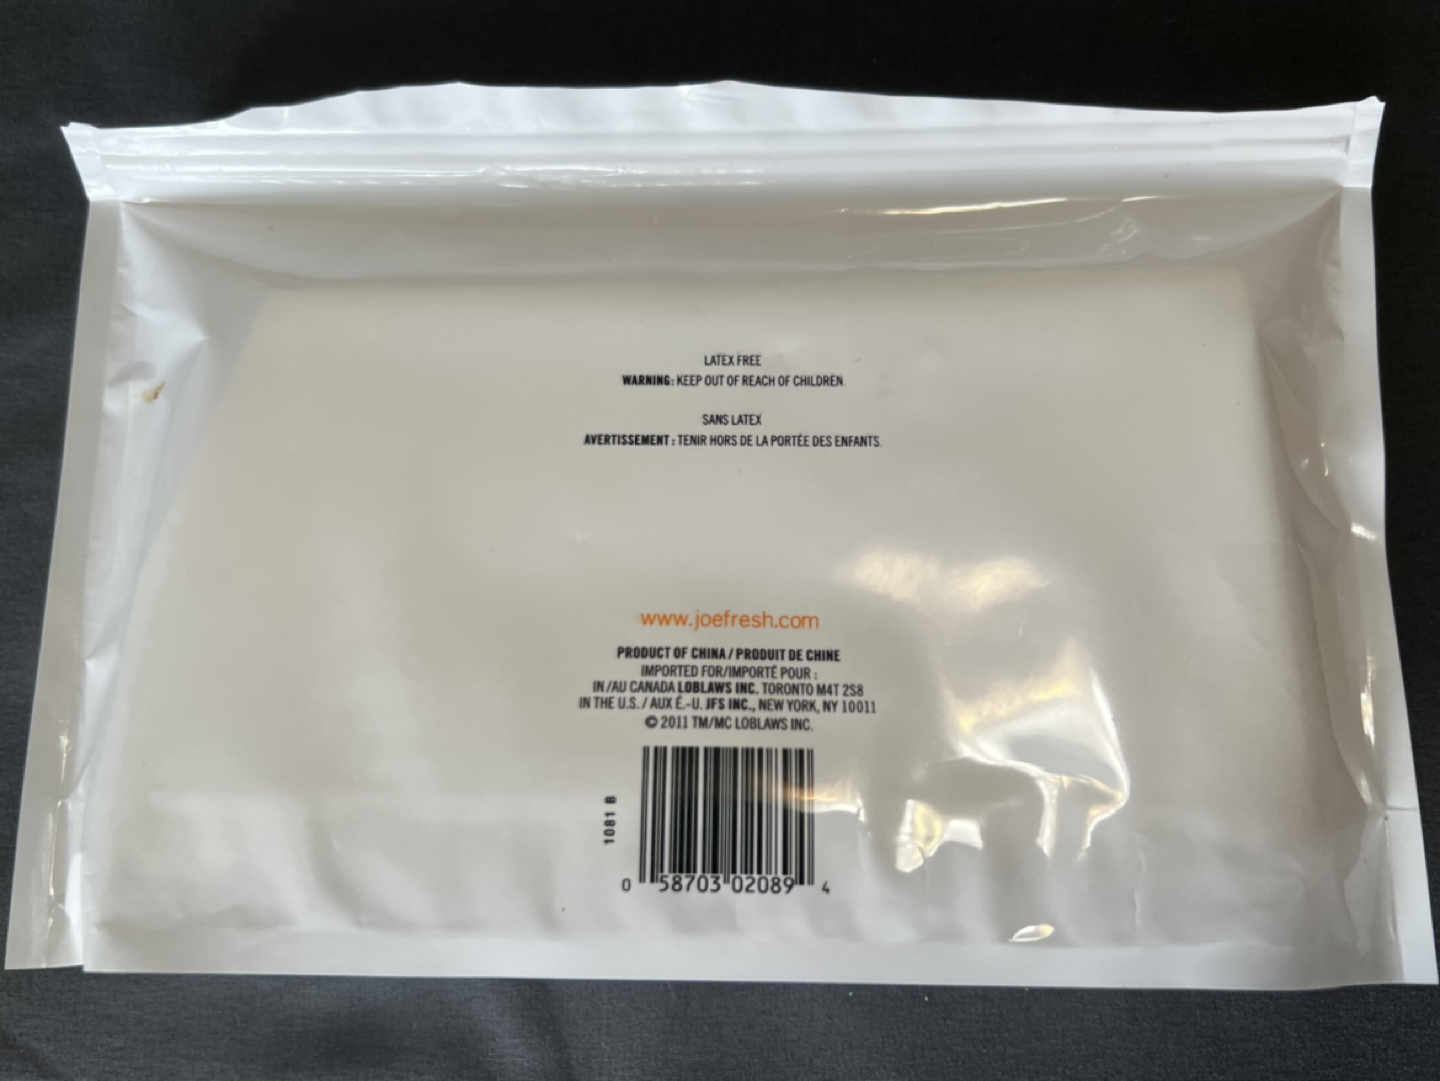 LATEX FREE
WARNING: KEEP OUT OF REACH OF CHILDREN.
SANS LATEX
AVERTISSEMENT : TENIR HORS DE LA PORTÉE DES ENFANTS.
www.joefresh.com
PRODUCT OF CHINA / PRODUIT DE CHINE
IMPORTED FOR/IMPORTÉ POUR :
IN /AU CANADA LOBLAWS INC. TORONTO M4T 2S8
IN THE U.S. / AUX É.-U. JFS INC., NEW YORK, NY 10011
© 2011 TM/MC LOBLAWS INC.
1081 B
0 58703 02089 4